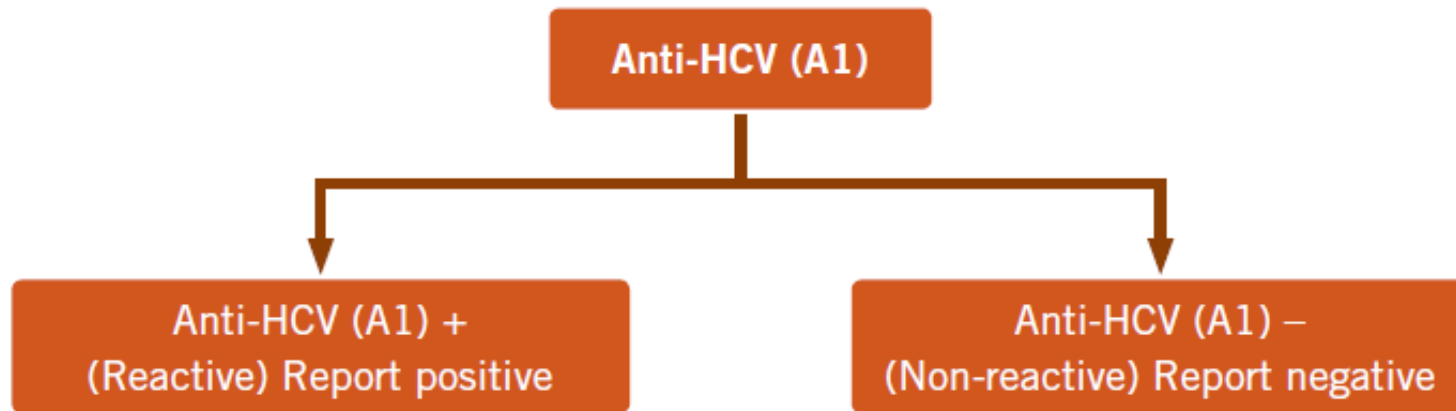 Anti-HCV (A1)
Anti-HCV (A1) +
(Reactive) Report positive
Anti-HCV (A1) –
(Non-reactive) Report negative